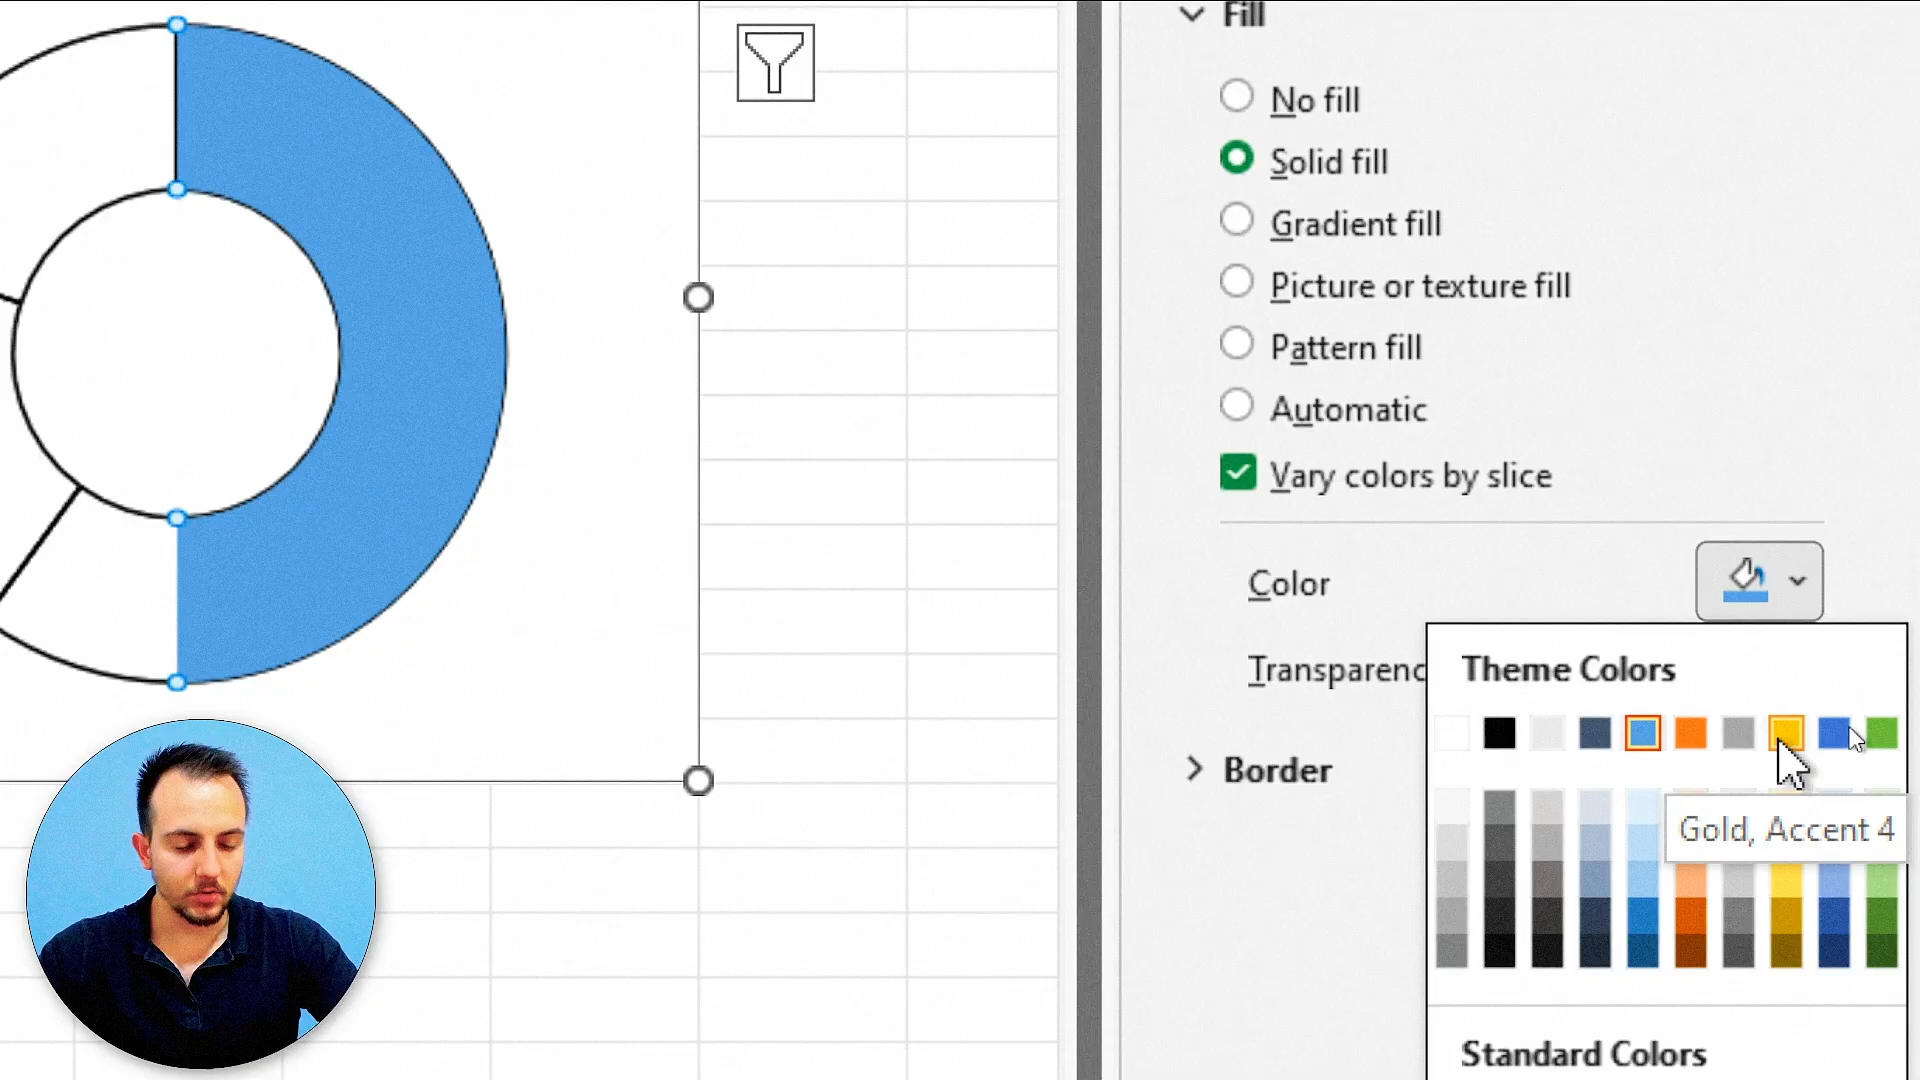 Fill
No fill
Solid fill
Gradient fill
Picture or texture fill
Pattern fill
Automatic
Vary colors by slice
Color
Transparenc
Theme Colors
Border
Gold, Accent 4
Standard Colors